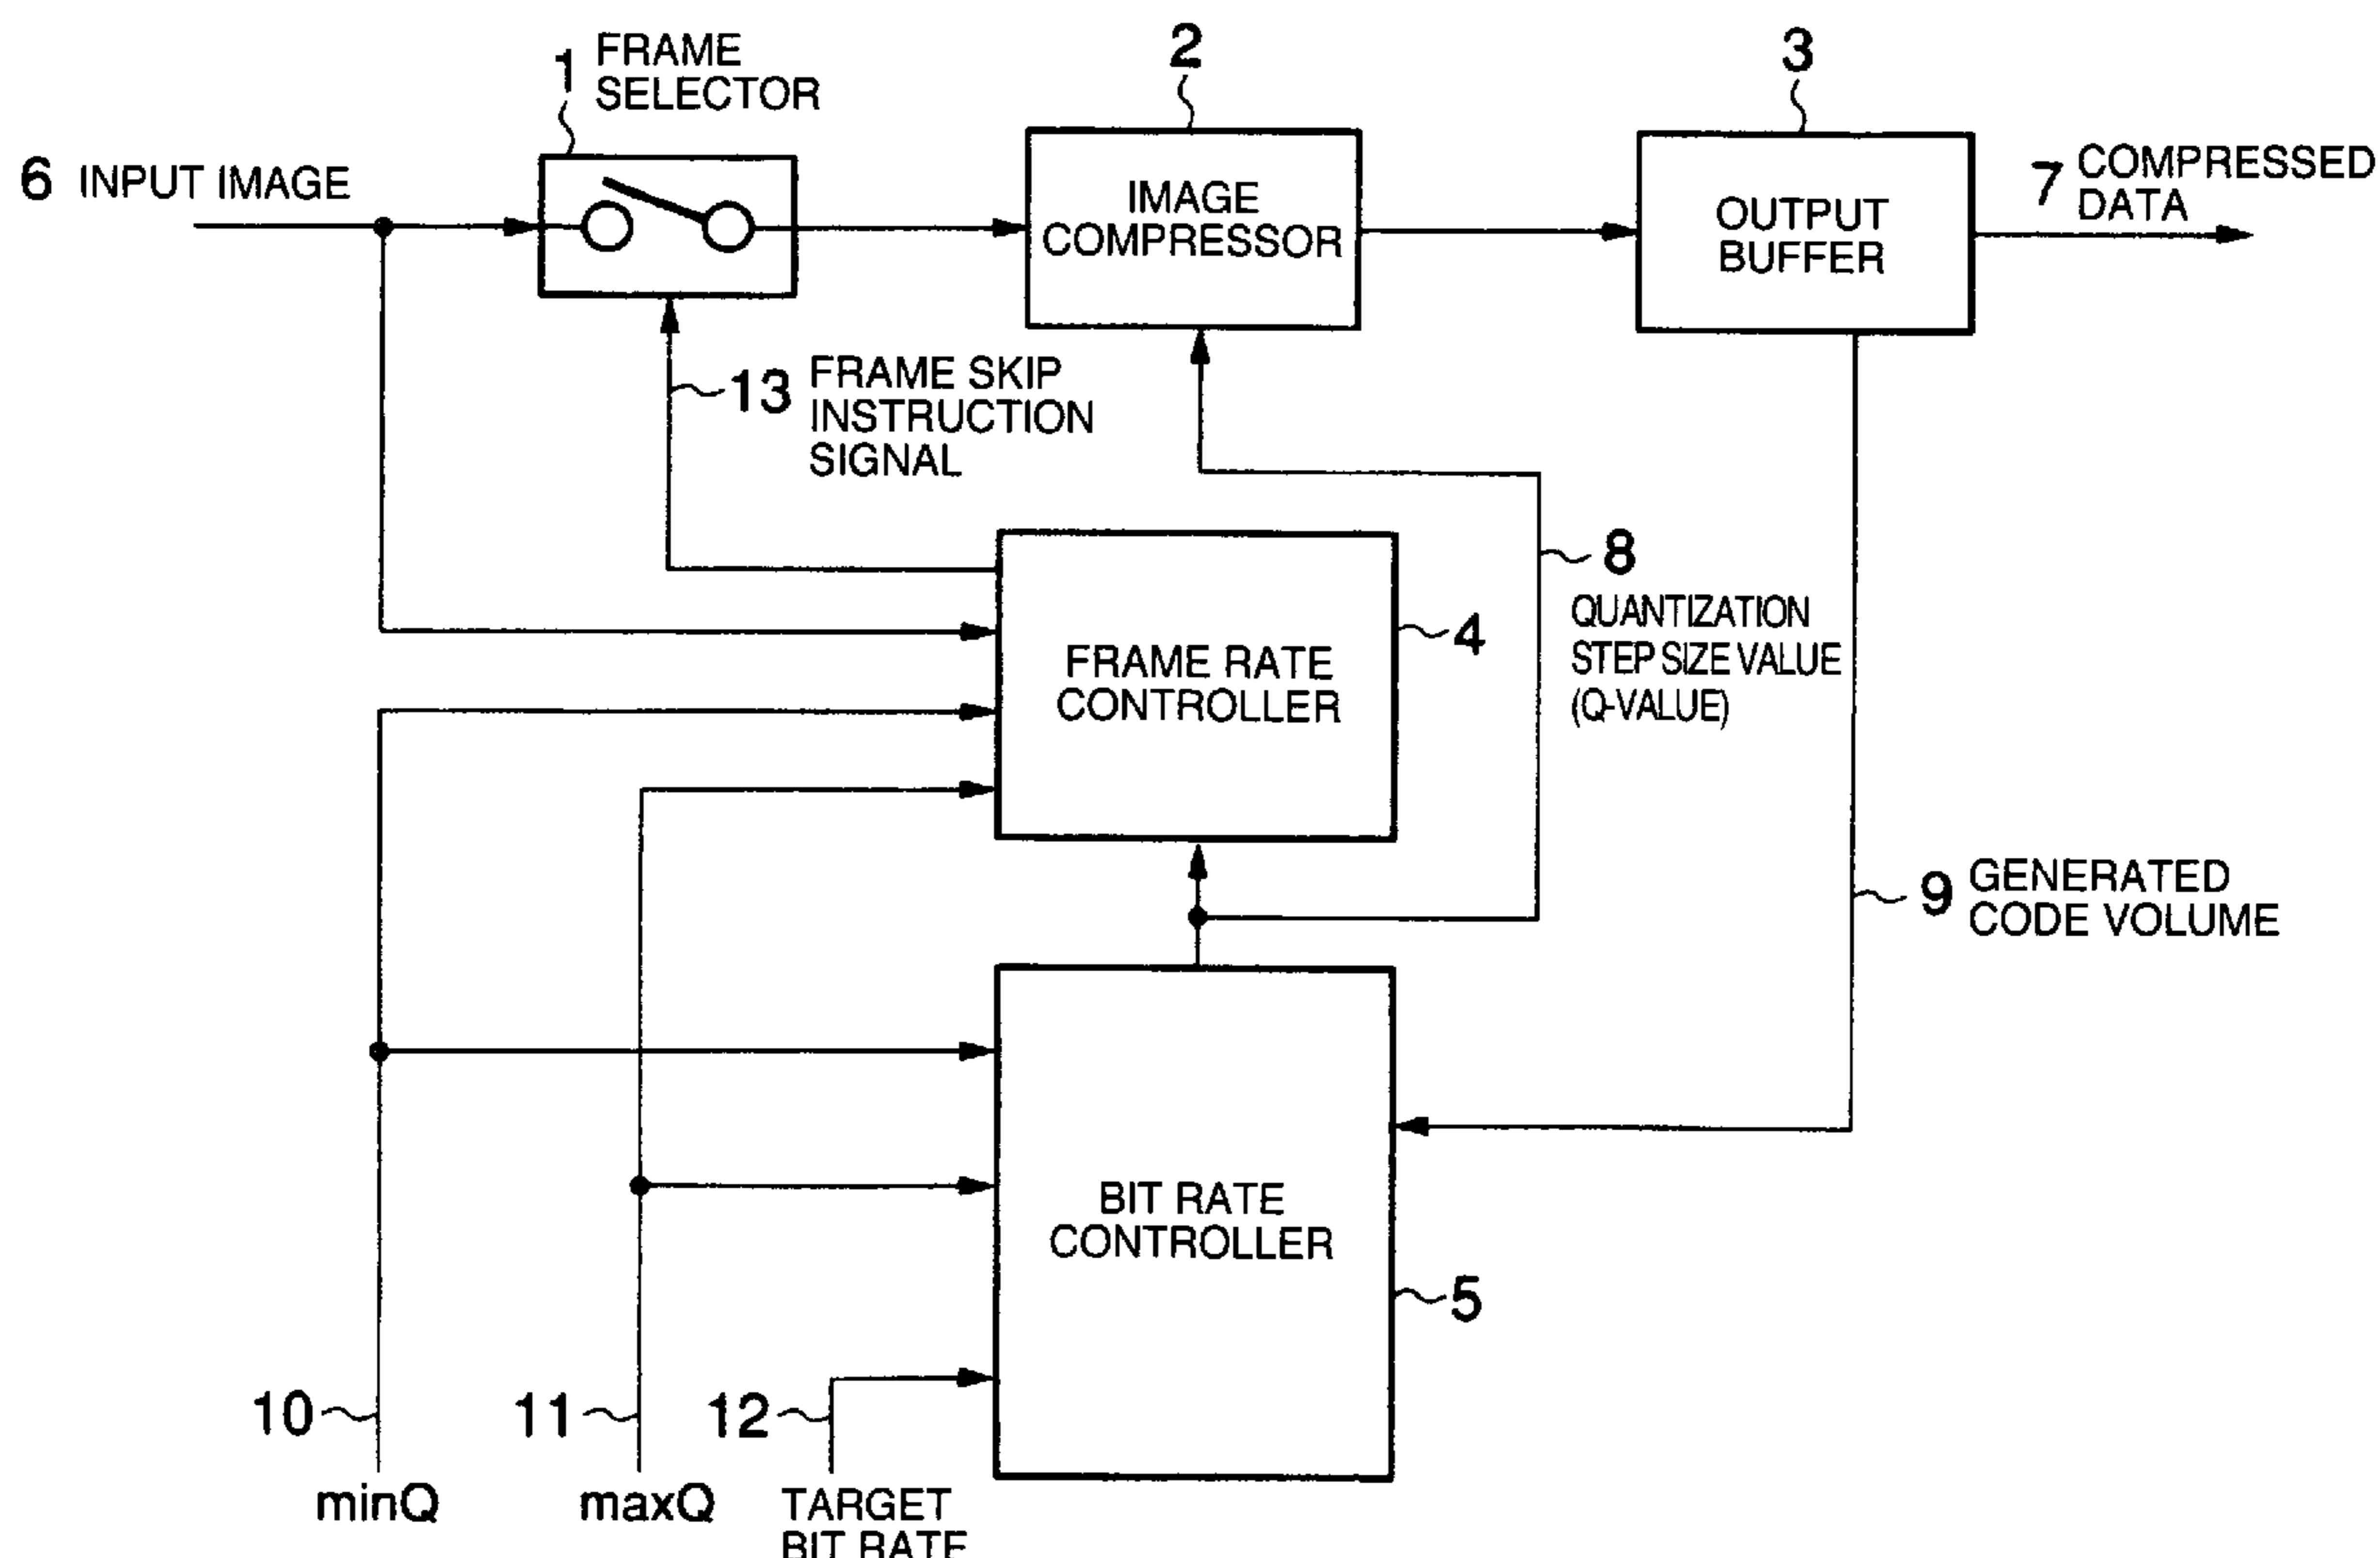 1 FRAME
SELECTOR
2
3
6 INPUT IMAGE
IMAGE
COMPRESSOR
OUTPUT
BUFFER
7 COMPRESSED
DATA
13 FRAME SKIP
INSTRUCTION
SIGNAL
8
QUANTIZATION
STEP SIZE VALUE
(Q-VALUE)
FRAME RATE
CONTROLLER
4
9 GENERATED
CODE VOLUME
BIT RATE
CONTROLLER
5
10
11
12
minQ
maxQ
TARGET
BIT RATE